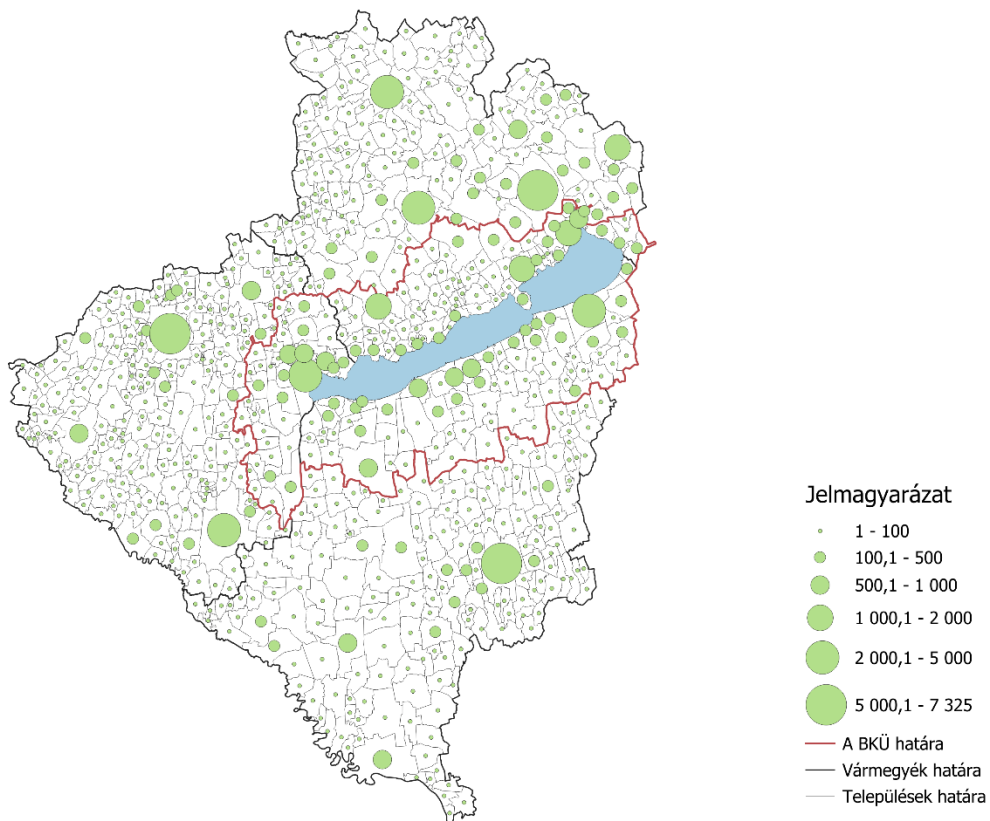 Jelmagyarázat
1 - 100
100,1 - 500
500,1 - 1 000
1 000,1 - 2 000
2 000,1 - 5 000
5 000,1 - 7 325
A BKÜ határa
Vármegyék határa
Települések határa